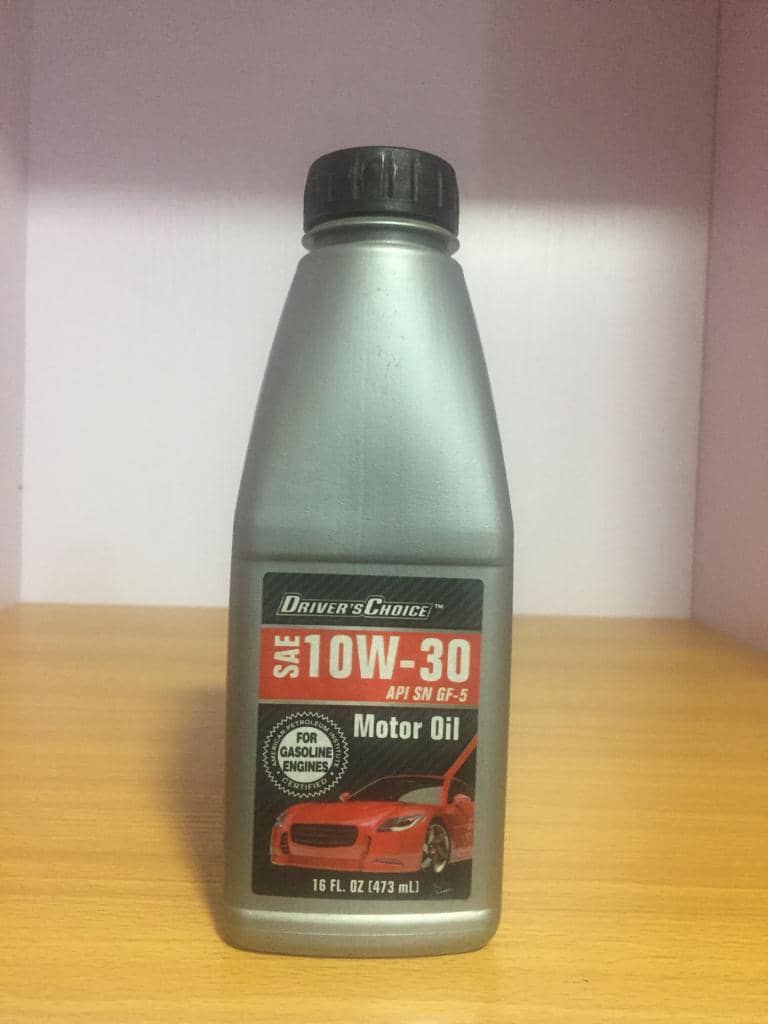 DRIVER'S CHOICE™
SAE 10W-30
API SN GF-5
Motor Oil
AMERICAN PETROLEUM INSTITUTE
FOR
GASOLINE
ENGINES
CERTIFIED
16 FL. OZ (473 mL)